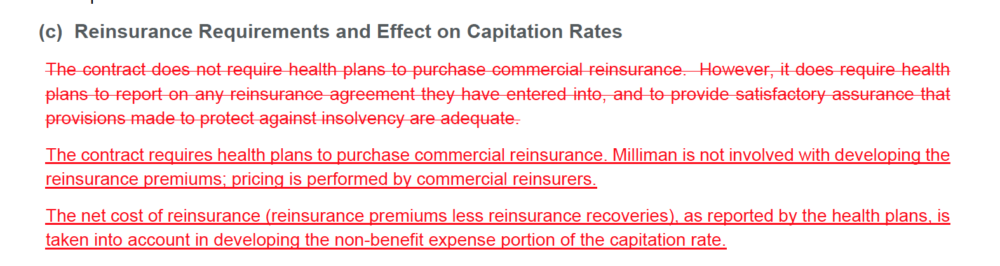 (c) Reinsurance Requirements and Effect on Capitation Rates
The contract does not require health plans to purchase commercial reinsurance. However, it does require health
plans to report on any reinsurance agreement they have entered into, and to provide satisfactory assurance that
provisions made to protect against insolvency are adequate.
The contract requires health plans to purchase commercial reinsurance. Milliman is not involved with developing the
reinsurance premiums; pricing is performed by commercial reinsurers.
The net cost of reinsurance (reinsurance premiums less reinsurance recoveries), as reported by the health plans, is
taken into account in developing the non-benefit expense portion of the capitation rate.